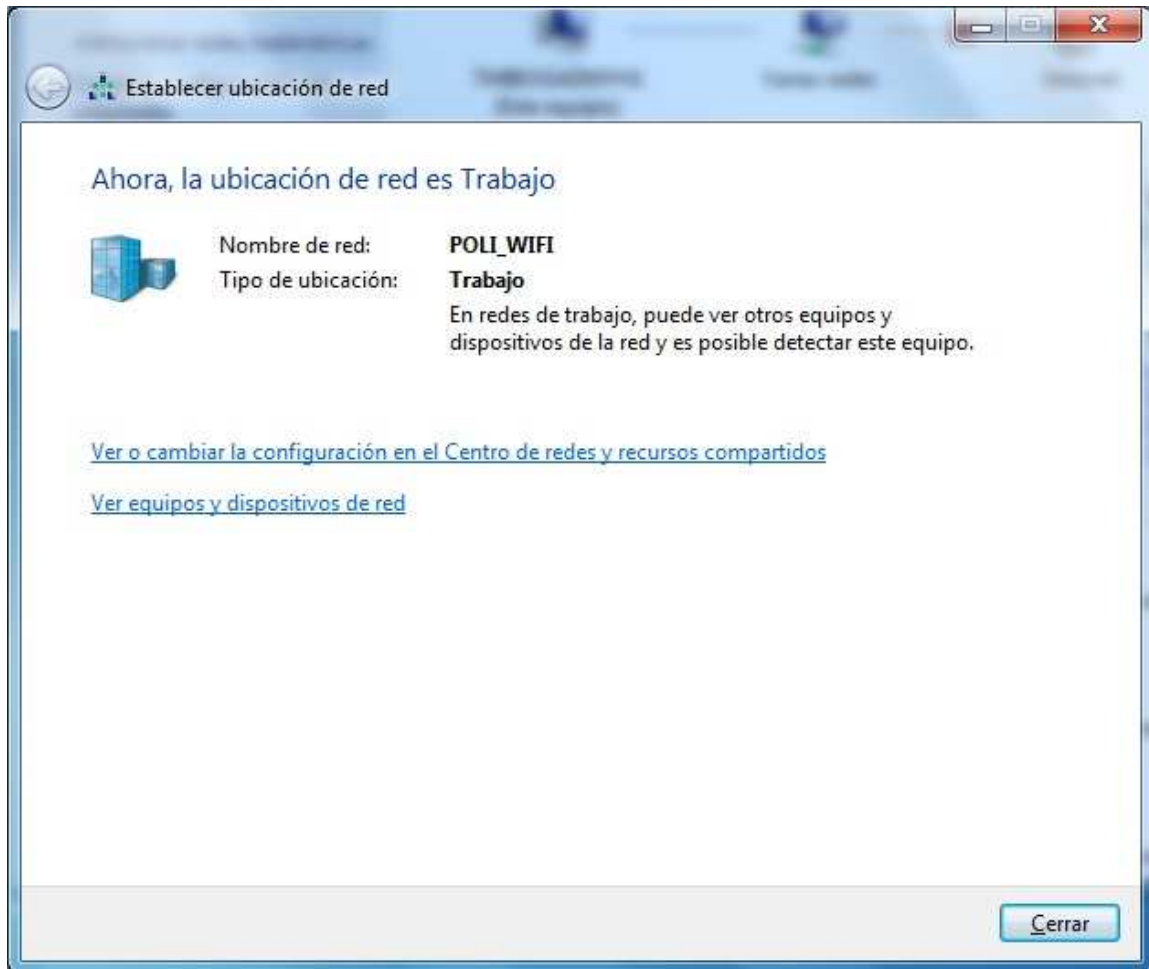 Establecer ubicación de red
Ahora, la ubicación de red es Trabajo
Nombre de red: POLI_WIFI
Tipo de ubicación: Trabajo
En redes de trabajo, puede ver otros equipos y
dispositivos de la red y es posible detectar este equipo.
Ver o cambiar la configuración en el Centro de redes y recursos compartidos
Ver equipos y dispositivos de red
Cerrar